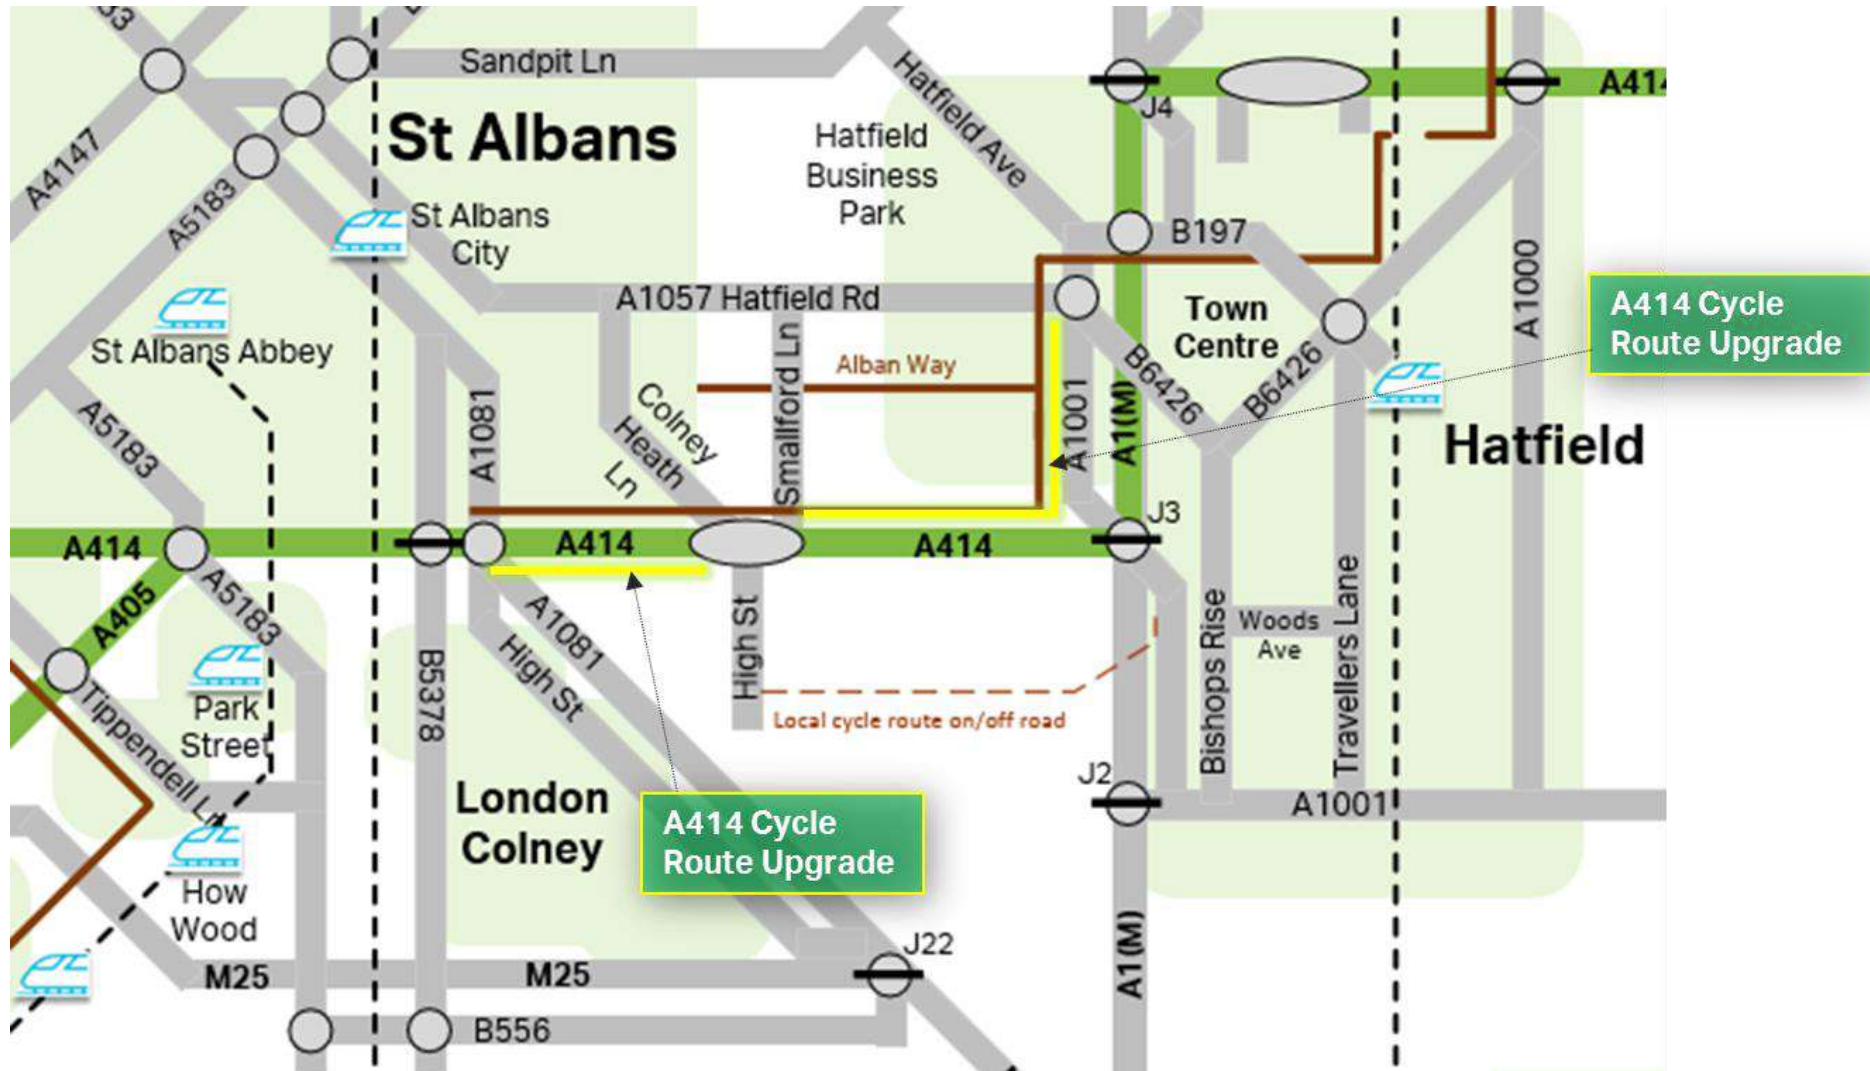 Sandpit Ln
A414
J4
St Albans
Hatfield
Business
Park
Hatfield Ave
A4147
A5183
St Albans
City
B197
A1000
A1057 Hatfield Rd
Town
Centre
A414 Cycle
Route Upgrade
St Albans Abbey
Smallford Ln
Alban Way
B6426
B6426
A5183
A1081
Colney
Heath
Ln
A1001
A1(M)
Hatfield
J3
A414
A414
A414
A405
A5183
A1081
High St
High St
B5378
Woods
Ave
Bishops Rise
Travellers Lane
Park
Street
Tippendell Ln
Local cycle route on/off road
J2
A1001
London
Colney
A414 Cycle
Route Upgrade
How
Wood
J22
M25
M25
A1(M)
B556